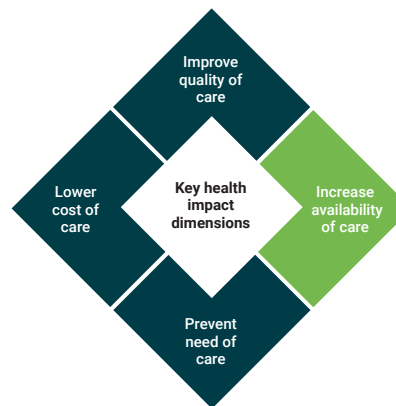 Improve
quality of
care
Lower
cost of
care
Key health
impact
dimensions
Increase
availability
of care
Prevent
need of
care